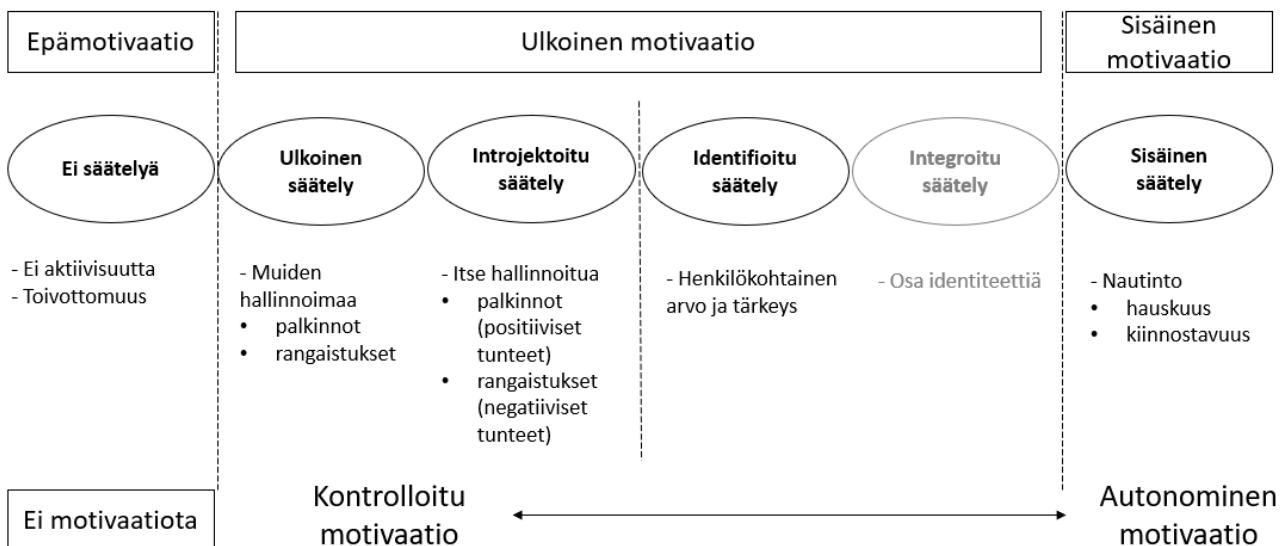 Epämotivaatio
Ulkoinen motivaatio
Sisäinen
motivaatio
Ei säätelyä
Ulkoinen
säätely
Introjektoitu
säätely
Identifioitu
säätely
Integroitu
säätely
Sisäinen
säätely
- Ei aktiivisuutta
- Toivottomuus
- Muiden
hallinnoimaa
• palkinnot
• rangaistukset
- Itse hallinnoitua
• palkinnot
(positiiviset
tunteet)
• rangaistukset
(negatiiviset
tunteet)
- Henkilökohtainen
arvo ja tärkeys
- Osa identiteettiä
- Nautinto
• hauskuus
• kiinnostavuus
Ei motivaatiota
Kontrolloitu
motivaatio
Autonominen
motivaatio